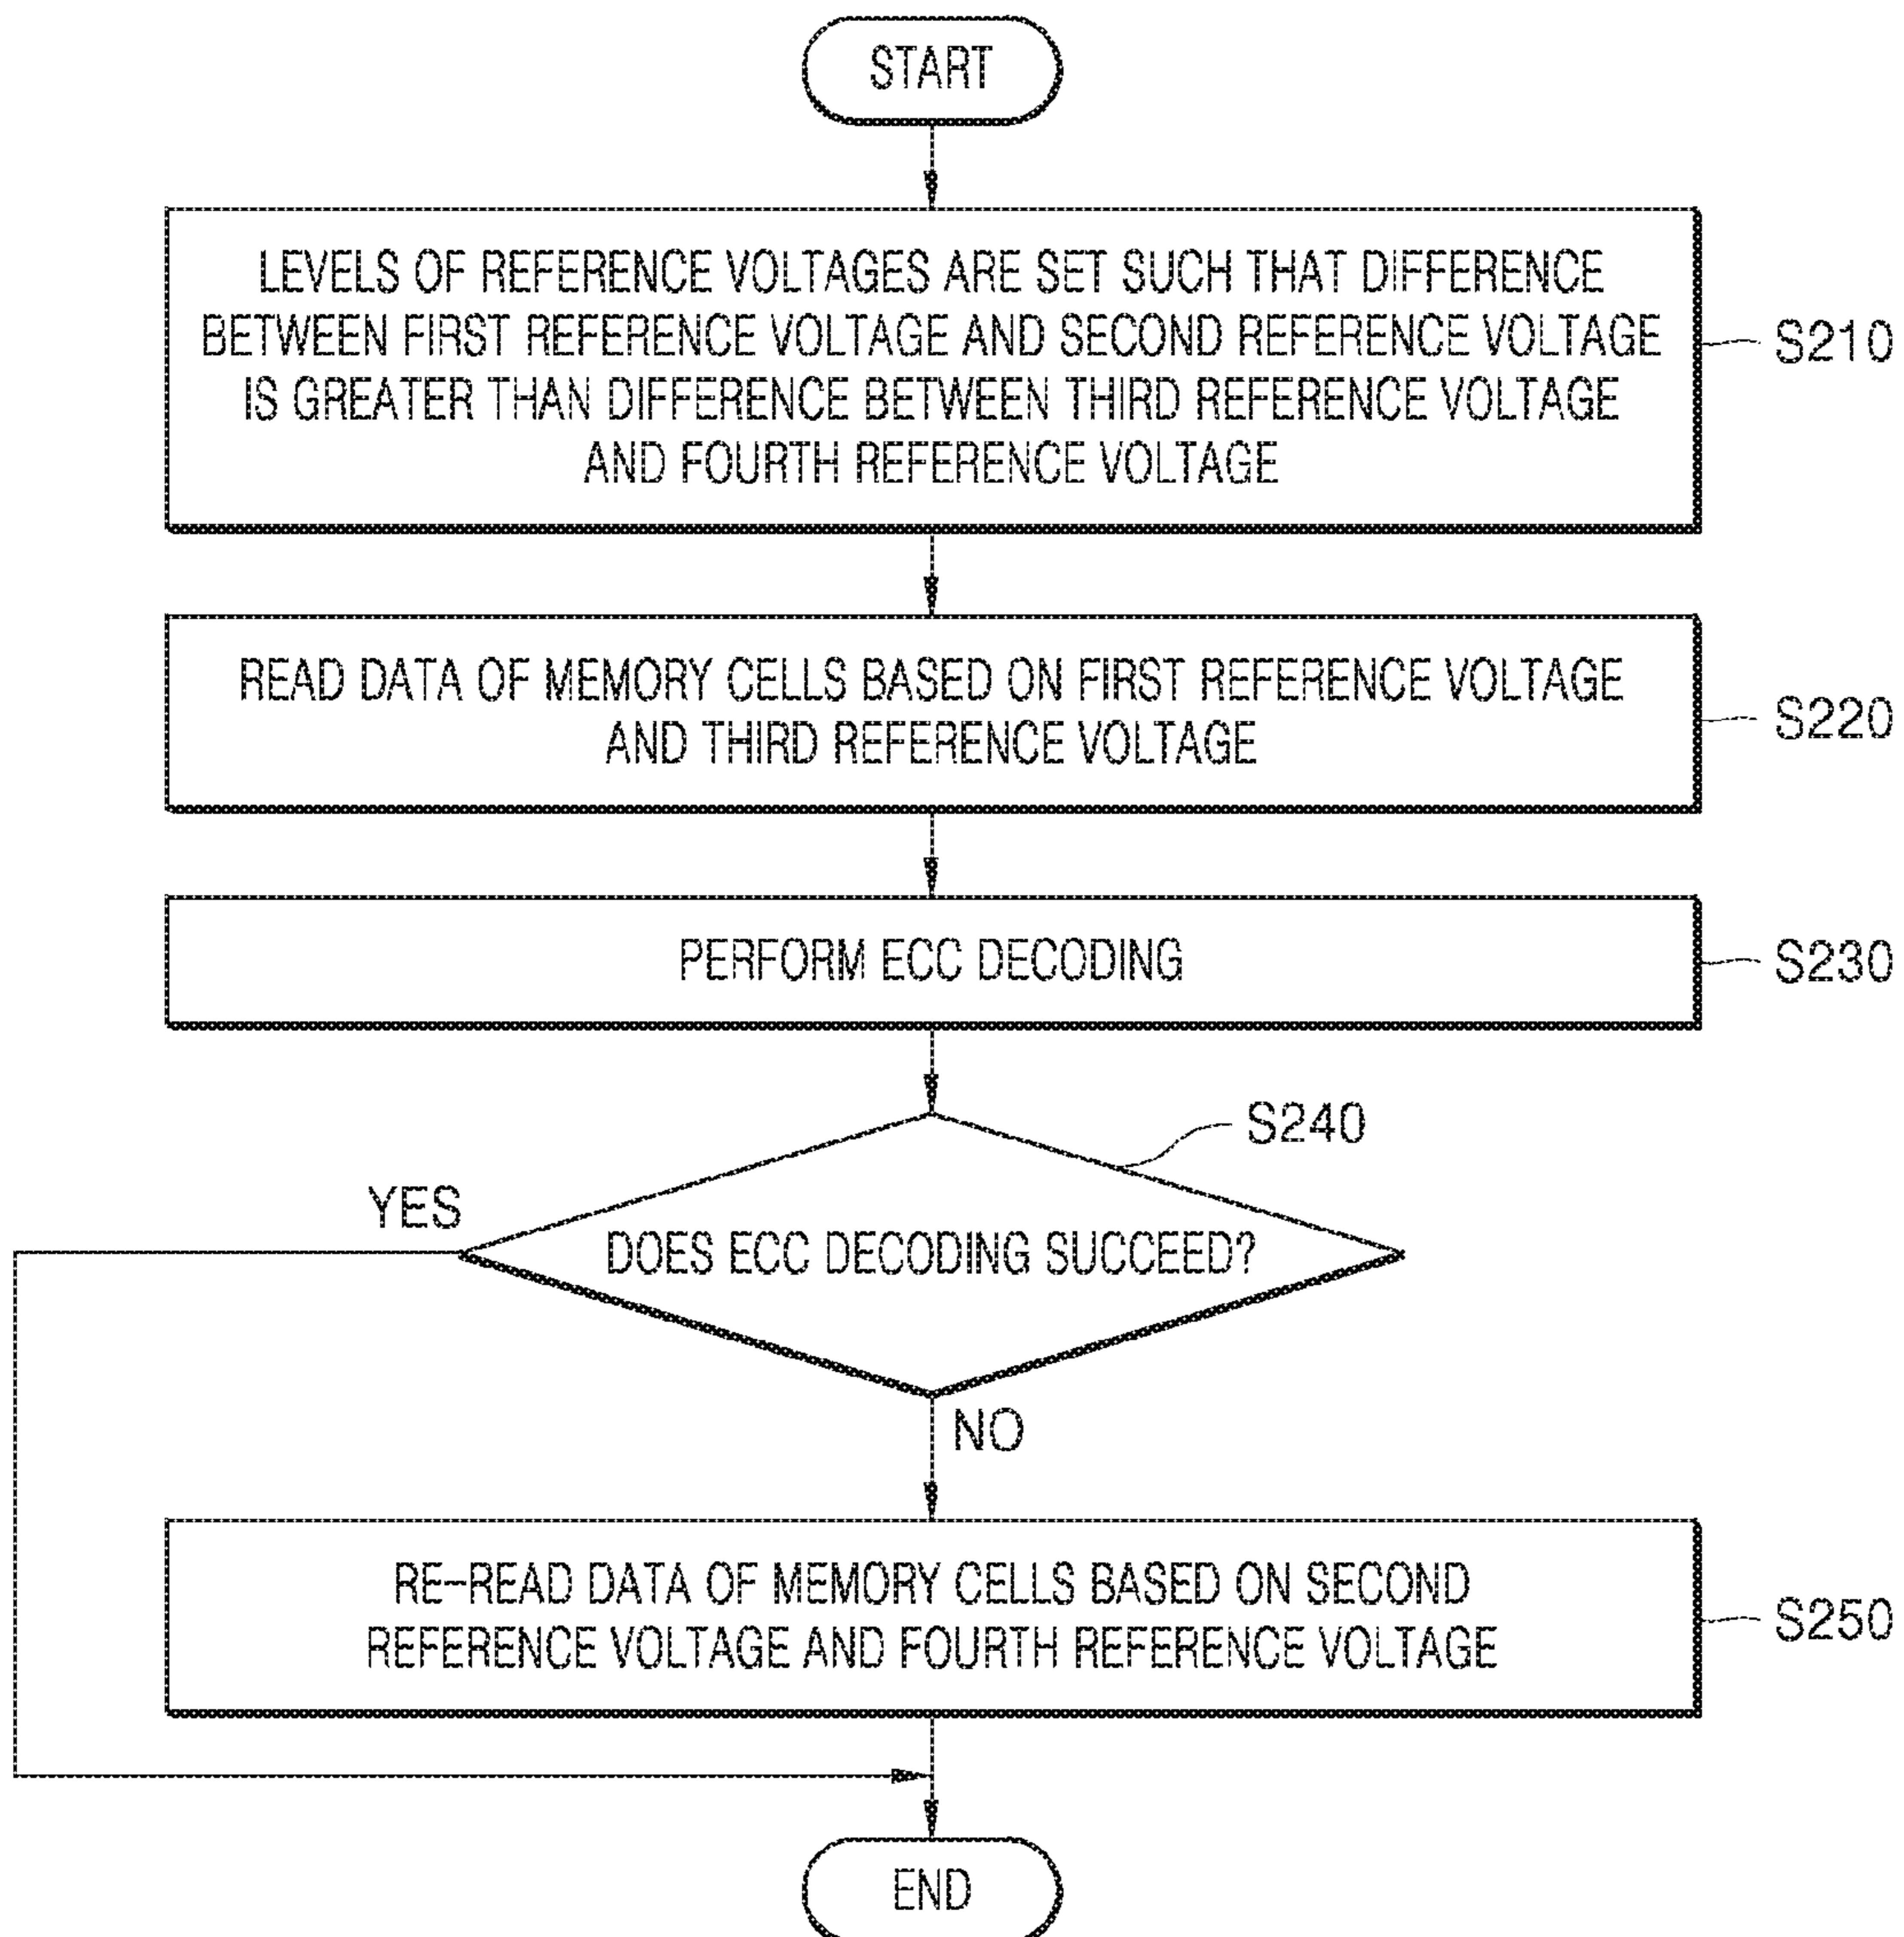 START
LEVELS OF REFERENCE VOLTAGES ARE SET SUCH THAT DIFFERENCE
BETWEEN FIRST REFERENCE VOLTAGE AND SECOND REFERENCE VOLTAGE
IS GREATER THAN DIFFERENCE BETWEEN THIRD REFERENCE VOLTAGE
AND FOURTH REFERENCE VOLTAGE
S210
READ DATA OF MEMORY CELLS BASED ON FIRST REFERENCE VOLTAGE
AND THIRD REFERENCE VOLTAGE
S220
PERFORM ECC DECODING
S230
S240
YES
DOES ECC DECODING SUCCEED?
NO
RE-READ DATA OF MEMORY CELLS BASED ON SECOND
REFERENCE VOLTAGE AND FOURTH REFERENCE VOLTAGE
S250
END